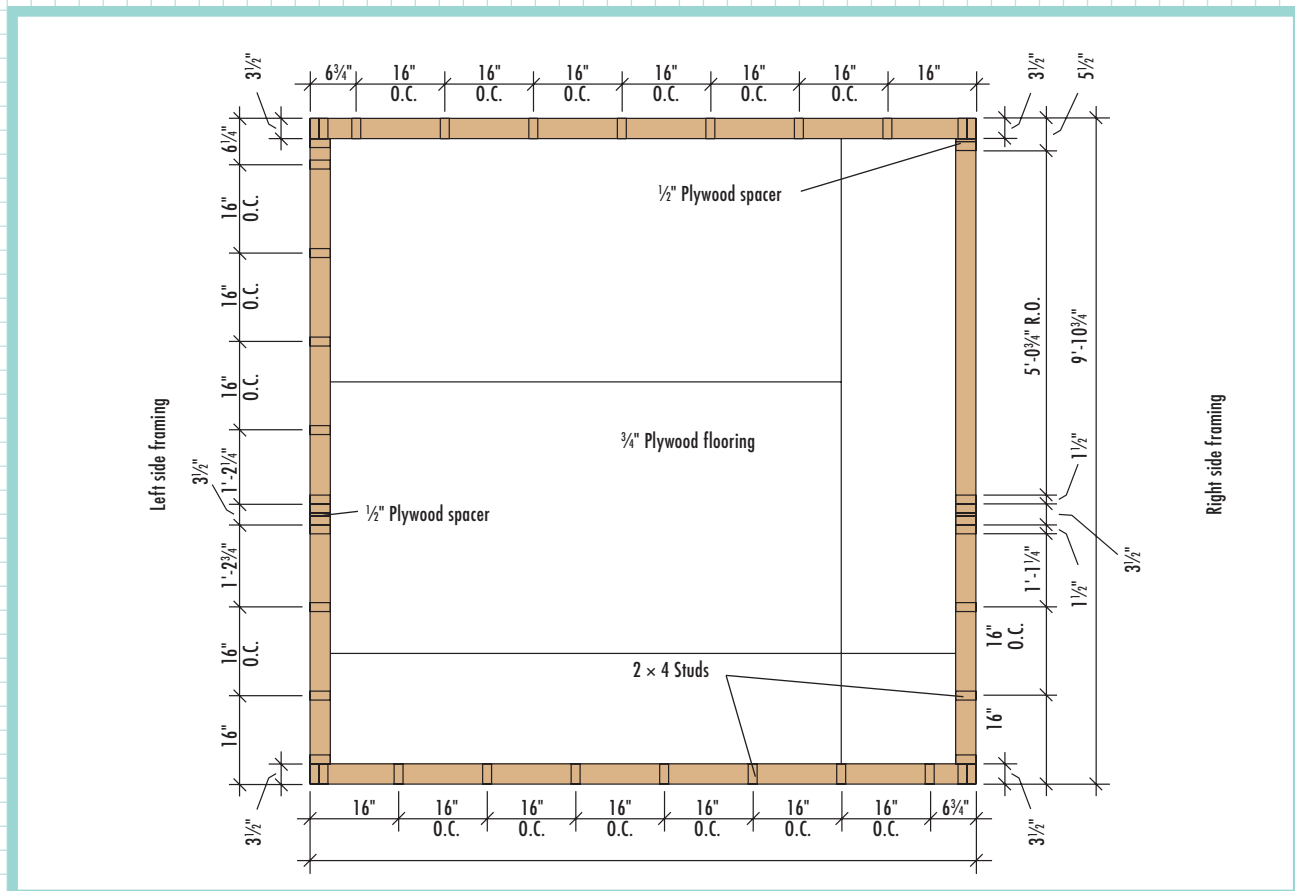 3½"
6¾"
16"
O.C.
16"
O.C.
16"
O.C.
16"
O.C.
16"
O.C.
16"
O.C.
16"
3½"
5½"
6¼"
16"
O.C.
16"
O.C.
16"
O.C.
1'-2¼"
3½"
1'-2¾"
16"
O.C.
16"
3½"
Left side framing
½" Plywood spacer
¾" Plywood flooring
½" Plywood spacer
2 × 4 Studs
5'-0¾" R.O.
9'-10¾"
1½"
3½"
1½"
1'-1¼"
16"
O.C.
16"
3½"
Right side framing
16"
16"
O.C.
16"
O.C.
16"
O.C.
16"
O.C.
16"
O.C.
16"
O.C.
6¾"